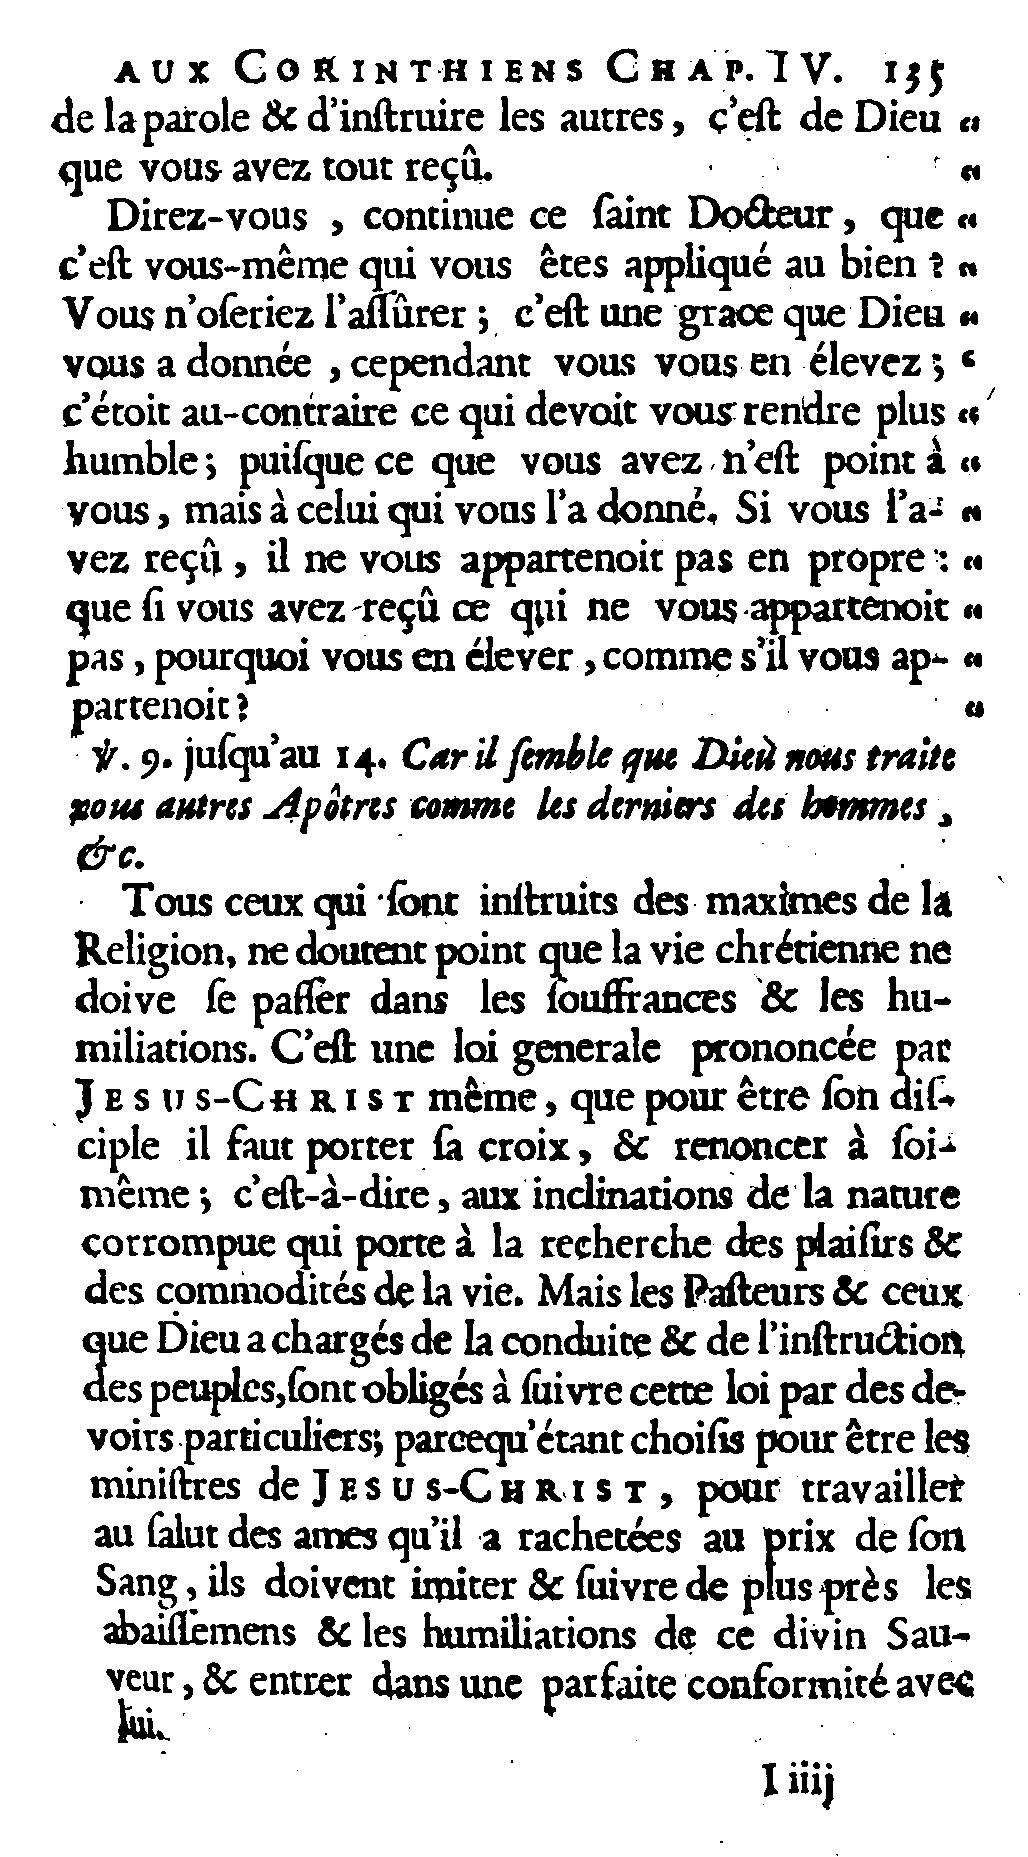 AUX CORINTHIENS CHAP. IV. 135
de la parole & d'inſtruire les autres, c'eſt de Dieu “
que vous avez tout reçû. “
Direz-vous, continue ce ſaint Docteur, que “
c'eſt vous-même qui vous êtes appliqué au bien ? “
Vous n'oſeriez l'aſſûrer ; c'eſt une grace que Dieu “
vous a donnée, cependant vous vous en élevez ; “
c'étoit au-contraire ce qui devoit vous rendre plus “
humble ; puiſque ce que vous avez n'eſt point à “
vous, mais à celui qui vous l'a donné. Si vous l'a- “
vez reçû, il ne vous appartenoit pas en propre : “
que ſi vous avez reçû ce qui ne vous appartenoit “
pas, pourquoi vous en élever, comme s'il vous ap- “
partenoit ? “
℣. 9. juſqu'au 14. Car il ſemble que Dieu nous traite
nous autres Apôtres comme les derniers des hommes,
&c.
Tous ceux qui ſont inſtruits des maximes de la
Religion, ne doutent point que la vie chrétienne ne
doive ſe paſſer dans les ſouffrances & les hu-
miliations. C'eſt une loi generale prononcée par
JESUS-CHRIST même, que pour être ſon diſ-
ciple il faut porter ſa croix, & renoncer à ſoi-
même ; c'eſt-à-dire, aux inclinations de la nature
corrompue qui porte à la recherche des plaiſirs &
des commodités de la vie. Mais les Paſteurs & ceux
que Dieu a chargés de la conduite & de l'inſtruction
des peuples, ſont obligés à ſuivre cette loi par des de-
voirs particuliers; parcequ'étant choiſis pour être les
miniſtres de JESUS-CHRIST, pour travailler
au ſalut des ames qu'il a rachetées au prix de ſon
Sang, ils doivent imiter & ſuivre de plus près les
abaiſſemens & les humiliations de ce divin Sau-
veur, & entrer dans une parfaite conformité avec
lui.
I iiij